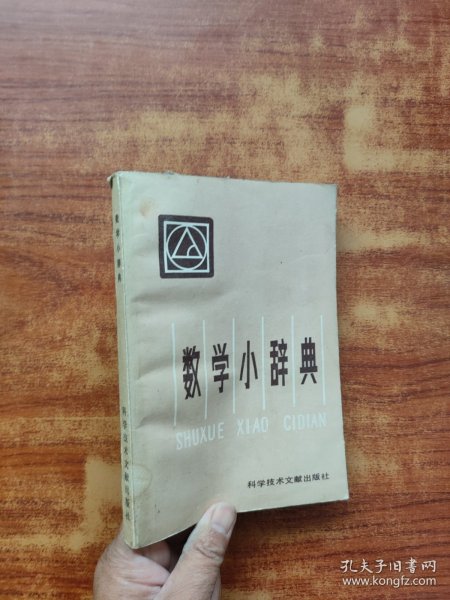 数学小辞典
科学技术文献出版社
数学小辞典
SHUXUE XIAO CIDIAN
科学技术文献出版社
孔夫子旧书网
www.kongfz.com